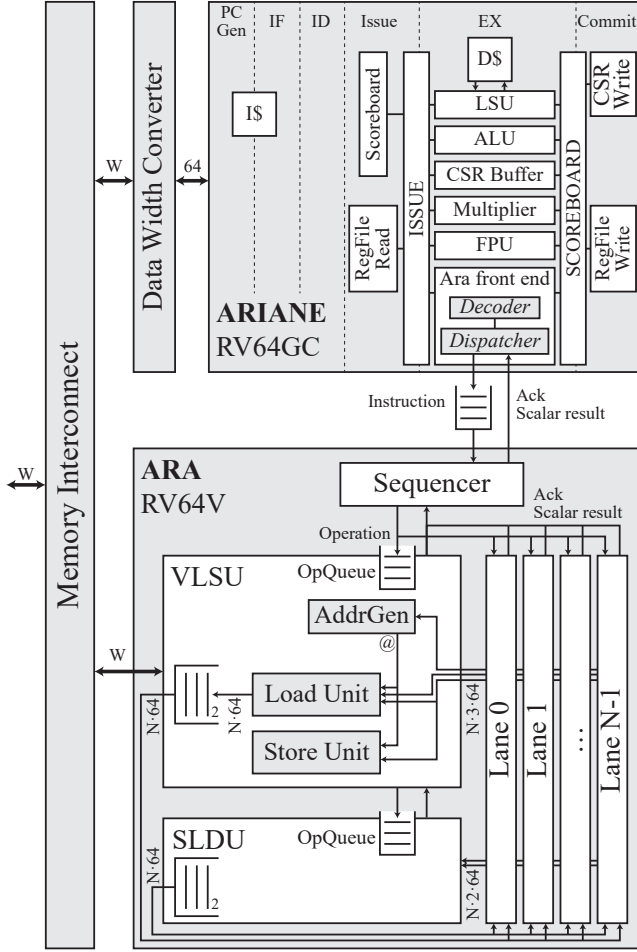 PC
Gen
IF
ID
Issue
EX
Commit
I$
D$
Scoreboard
RegFile
Read
ISSUE
LSU
ALU
CSR Buffer
Multiplier
FPU
Ara front end
Decoder
Dispatcher
SCOREBOARD
CSR
Write
RegFile
Write
W
Data Width Converter
64
ARIANE
RV64GC
Instruction
Ack
Scalar result
W
Memory Interconnect
ARA
RV64V
Sequencer
Operation
Ack
Scalar result
VLSU
OpQueue
AddrGen
@
W
N·64
2
N·64
Load Unit
N·3·64
Store Unit
Lane 0
Lane 1
...
Lane N-1
SLDU
OpQueue
N·64
2
N·2·64